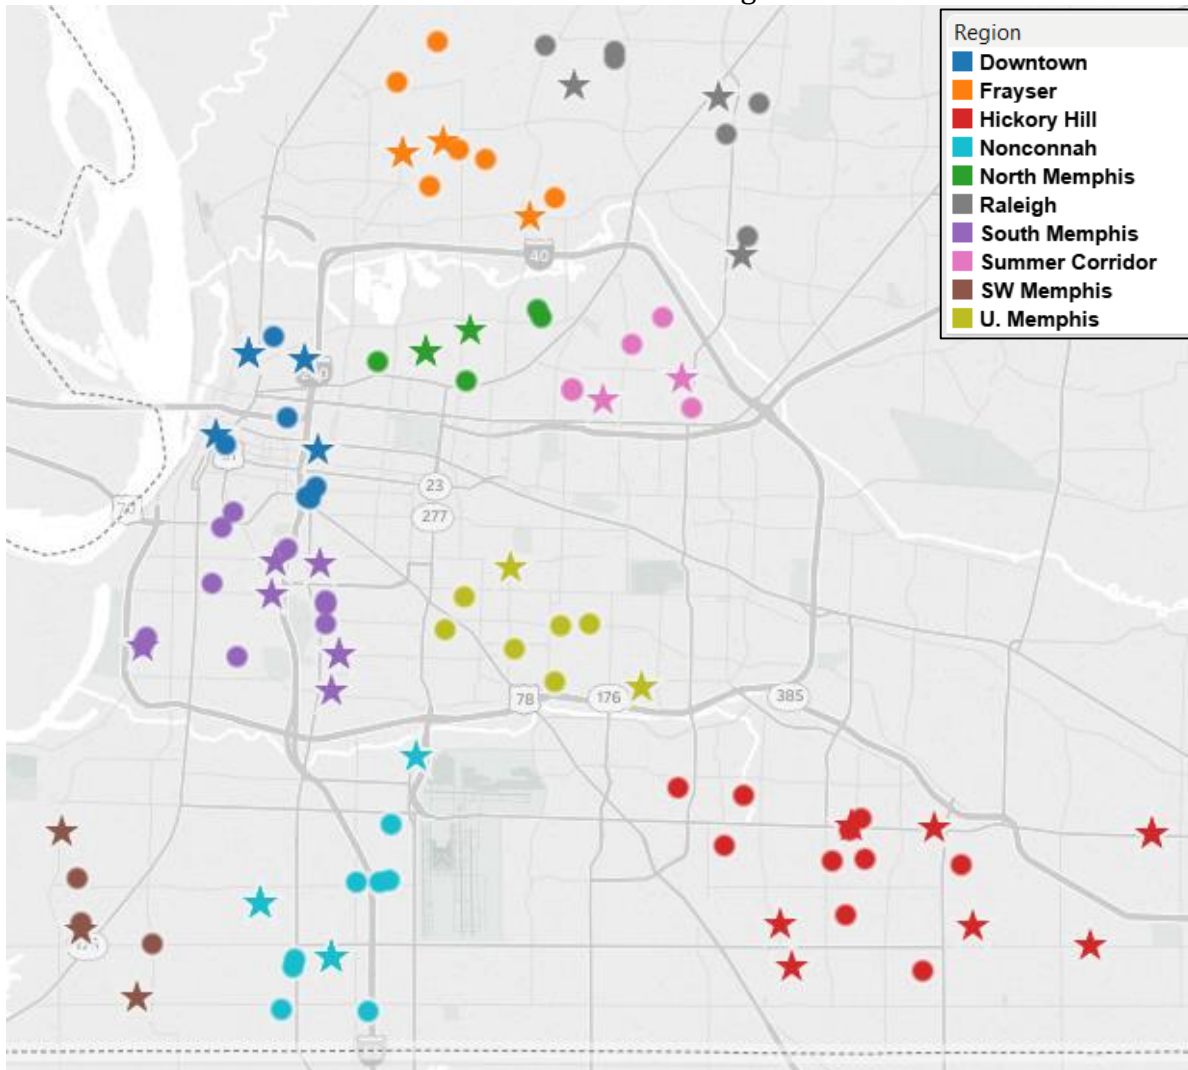 Region
Downtown
Frayser
Hickory Hill
Nonconnah
North Memphis
Raleigh
South Memphis
Summer Corridor
SW Memphis
U. Memphis
40
23
277
78
176
385